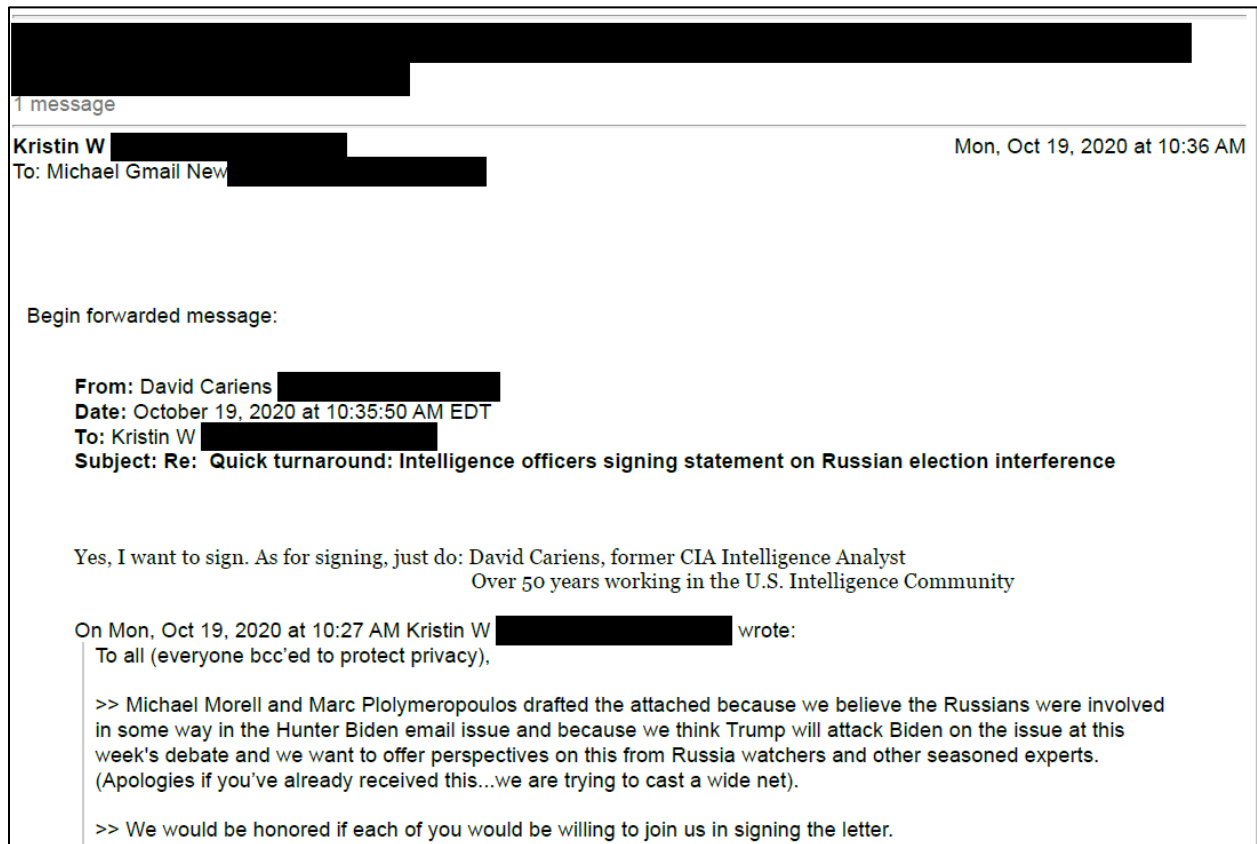 1 message
Kristin W
Mon, Oct 19, 2020 at 10:36 AM
To: Michael Gmail New
Begin forwarded message:
From: David Cariens
Date: October 19, 2020 at 10:35:50 AM EDT
To: Kristin W
Subject: Re: Quick turnaround: Intelligence officers signing statement on Russian election interference
Yes, I want to sign. As for signing, just do: David Cariens, former CIA Intelligence Analyst
Over 50 years working in the U.S. Intelligence Community
On Mon, Oct 19, 2020 at 10:27 AM Kristin W wrote:
To all (everyone bcc'ed to protect privacy),
>> Michael Morell and Marc Plolymeropoulos drafted the attached because we believe the Russians were involved
in some way in the Hunter Biden email issue and because we think Trump will attack Biden on the issue at this
week's debate and we want to offer perspectives on this from Russia watchers and other seasoned experts.
(Apologies if you've already received this...we are trying to cast a wide net).
>> We would be honored if each of you would be willing to join us in signing the letter.